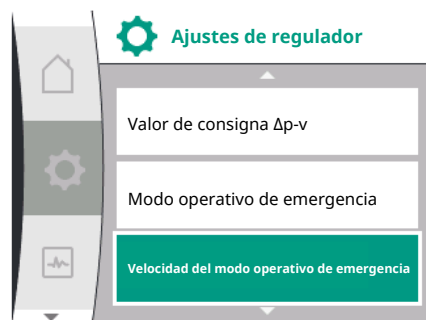 Ajustes de regulador
Valor de consigna Δp-v
Modo operativo de emergencia
Velocidad del modo operativo de emergencia